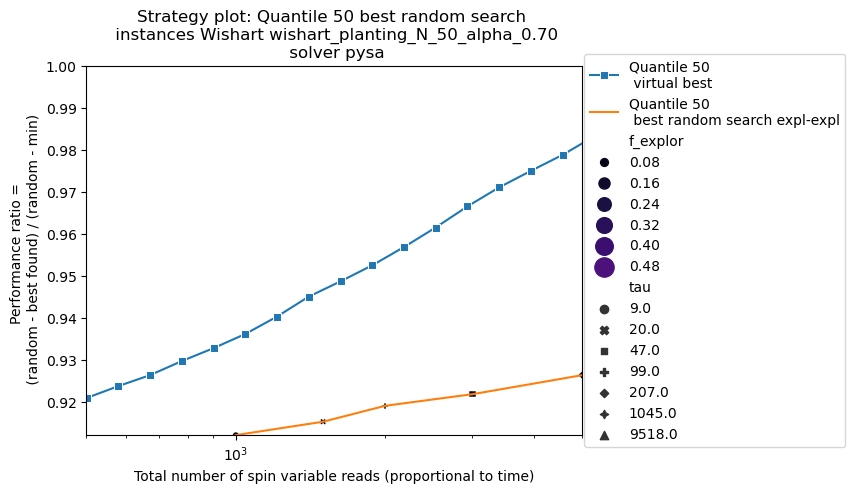 Strategy plot: Quantile 50 best random search
instances Wishart wishart_planting_N_50_alpha_0.70
solver pysa
1.00
0.99
0.98
0.97
0.96
0.95
0.94
0.93
0.92
Performance ratio =
(random - best found) / (random - min)
10^3
Total number of spin variable reads (proportional to time)
Quantile 50
virtual best
Quantile 50
best random search expl-expl
f_explor
0.08
0.16
0.24
0.32
0.40
0.48
tau
9.0
20.0
47.0
99.0
207.0
1045.0
9518.0